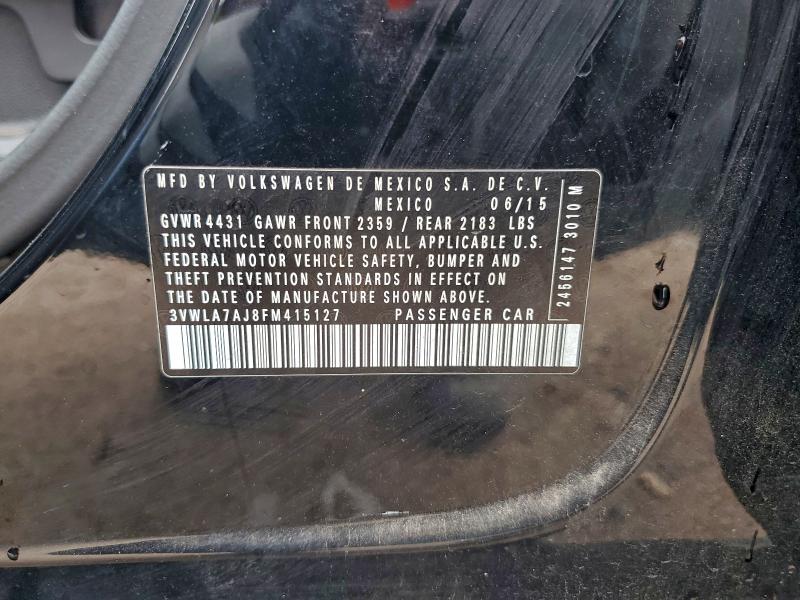 MFD BY VOLKSWAGEN DE MEXICO S.A. DE C.V.
MEXICO 06/15
GVWR 4431 GAWR FRONT 2359 / REAR 2183 LBS
THIS VEHICLE CONFORMS TO ALL APPLICABLE U.S.
FEDERAL MOTOR VEHICLE SAFETY, BUMPER AND
THEFT PREVENTION STANDARDS IN EFFECT ON
THE DATE OF MANUFACTURE SHOWN ABOVE.
3VWLA7AJ8FM415127 PASSENGER CAR
2456147 3010 M